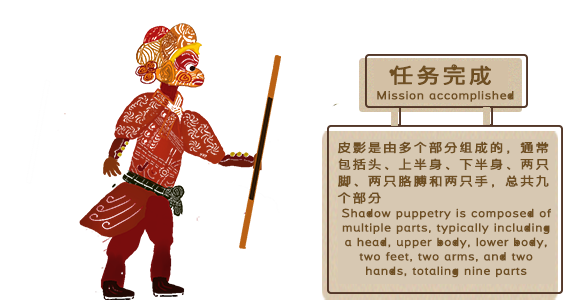 任务完成
Mission accomplished
皮影是由多个部分组成的，通常
包括头、上半身、下半身、两只
脚、两只胳膊和两只手，总共九
个部分
Shadow puppetry is composed of
multiple parts, typically including
a head, upper body, lower body,
two feet, two arms, and two
hands, totaling nine parts